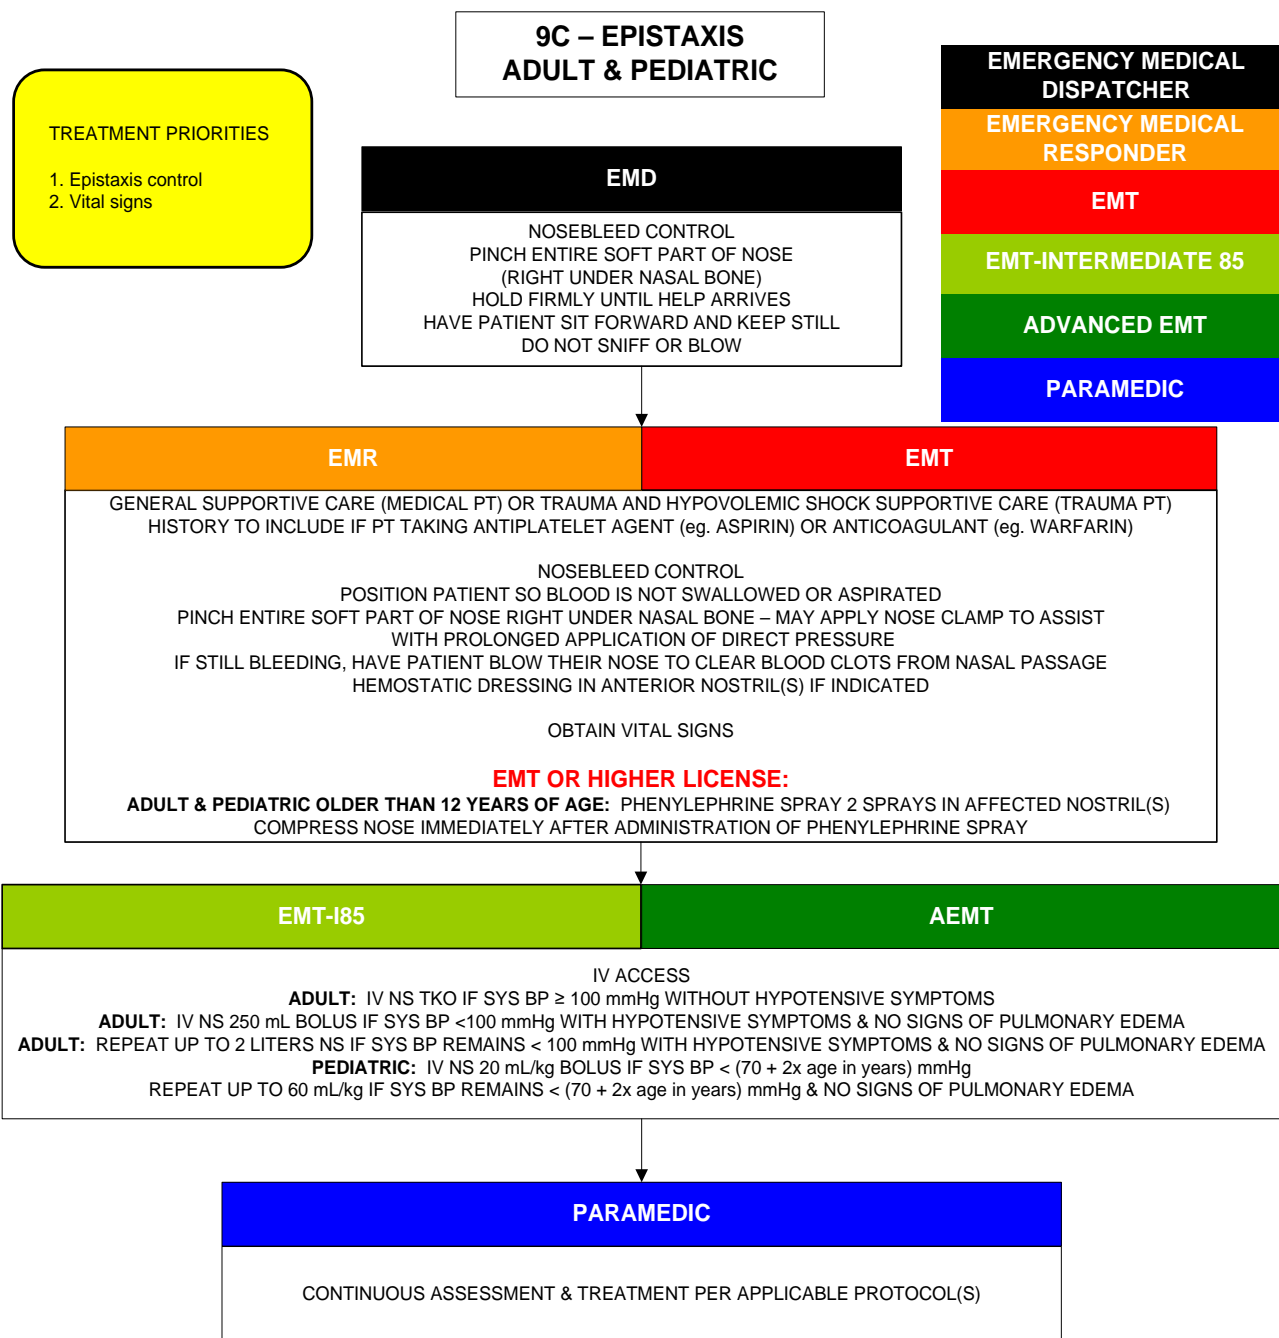 9C – EPISTAXIS
ADULT & PEDIATRIC
TREATMENT PRIORITIES
1. Epistaxis control
2. Vital signs
EMERGENCY MEDICAL
DISPATCHER
EMERGENCY MEDICAL
RESPONDER
EMT
EMT-INTERMEDIATE 85
ADVANCED EMT
PARAMEDIC
EMD
NOSEBLEED CONTROL
PINCH ENTIRE SOFT PART OF NOSE
(RIGHT UNDER NASAL BONE)
HOLD FIRMLY UNTIL HELP ARRIVES
HAVE PATIENT SIT FORWARD AND KEEP STILL
DO NOT SNIFF OR BLOW
EMR
EMT
GENERAL SUPPORTIVE CARE (MEDICAL PT) OR TRAUMA AND HYPOVOLEMIC SHOCK SUPPORTIVE CARE (TRAUMA PT)
HISTORY TO INCLUDE IF PT TAKING ANTIPLATELET AGENT (eg. ASPIRIN) OR ANTICOAGULANT (eg. WARFARIN)
NOSEBLEED CONTROL
POSITION PATIENT SO BLOOD IS NOT SWALLOWED OR ASPIRATED
PINCH ENTIRE SOFT PART OF NOSE RIGHT UNDER NASAL BONE – MAY APPLY NOSE CLAMP TO ASSIST
WITH PROLONGED APPLICATION OF DIRECT PRESSURE
IF STILL BLEEDING, HAVE PATIENT BLOW THEIR NOSE TO CLEAR BLOOD CLOTS FROM NASAL PASSAGE
HEMOSTATIC DRESSING IN ANTERIOR NOSTRIL(S) IF INDICATED
OBTAIN VITAL SIGNS
EMT OR HIGHER LICENSE:
ADULT & PEDIATRIC OLDER THAN 12 YEARS OF AGE: PHENYLEPHRINE SPRAY 2 SPRAYS IN AFFECTED NOSTRIL(S)
COMPRESS NOSE IMMEDIATELY AFTER ADMINISTRATION OF PHENYLEPHRINE SPRAY
EMT-I85
AEMT
IV ACCESS
ADULT: IV NS TKO IF SYS BP ≥ 100 mmHg WITHOUT HYPOTENSIVE SYMPTOMS
ADULT: IV NS 250 mL BOLUS IF SYS BP <100 mmHg WITH HYPOTENSIVE SYMPTOMS & NO SIGNS OF PULMONARY EDEMA
ADULT: REPEAT UP TO 2 LITERS NS IF SYS BP REMAINS < 100 mmHg WITH HYPOTENSIVE SYMPTOMS & NO SIGNS OF PULMONARY EDEMA
PEDIATRIC: IV NS 20 mL/kg BOLUS IF SYS BP < (70 + 2x age in years) mmHg
REPEAT UP TO 60 mL/kg IF SYS BP REMAINS < (70 + 2x age in years) mmHg & NO SIGNS OF PULMONARY EDEMA
PARAMEDIC
CONTINUOUS ASSESSMENT & TREATMENT PER APPLICABLE PROTOCOL(S)